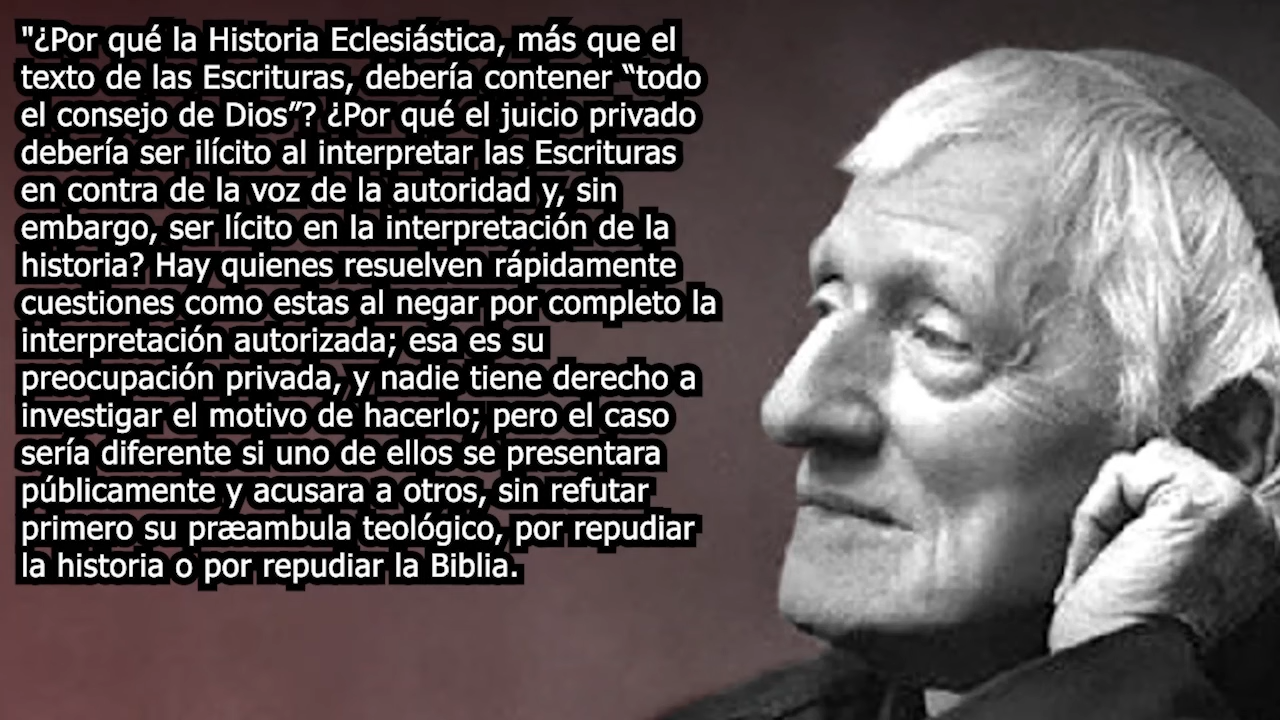 "¿Por qué la Historia Eclesiástica, más que el
texto de las Escrituras, debería contener “todo
el consejo de Dios”? ¿Por qué el juicio privado
debería ser ilícito al interpretar las Escrituras
en contra de la voz de la autoridad y, sin
embargo, ser lícito en la interpretación de la
historia? Hay quienes resuelven rápidamente
cuestiones como estas al negar por completo la
interpretación autorizada; esa es su
preocupación privada, y nadie tiene derecho a
investigar el motivo de hacerlo; pero el caso
sería diferente si uno de ellos se presentara
públicamente y acusara a otros, sin refutar
primero su præambula teológico, por repudiar
la historia o por repudiar la Biblia.